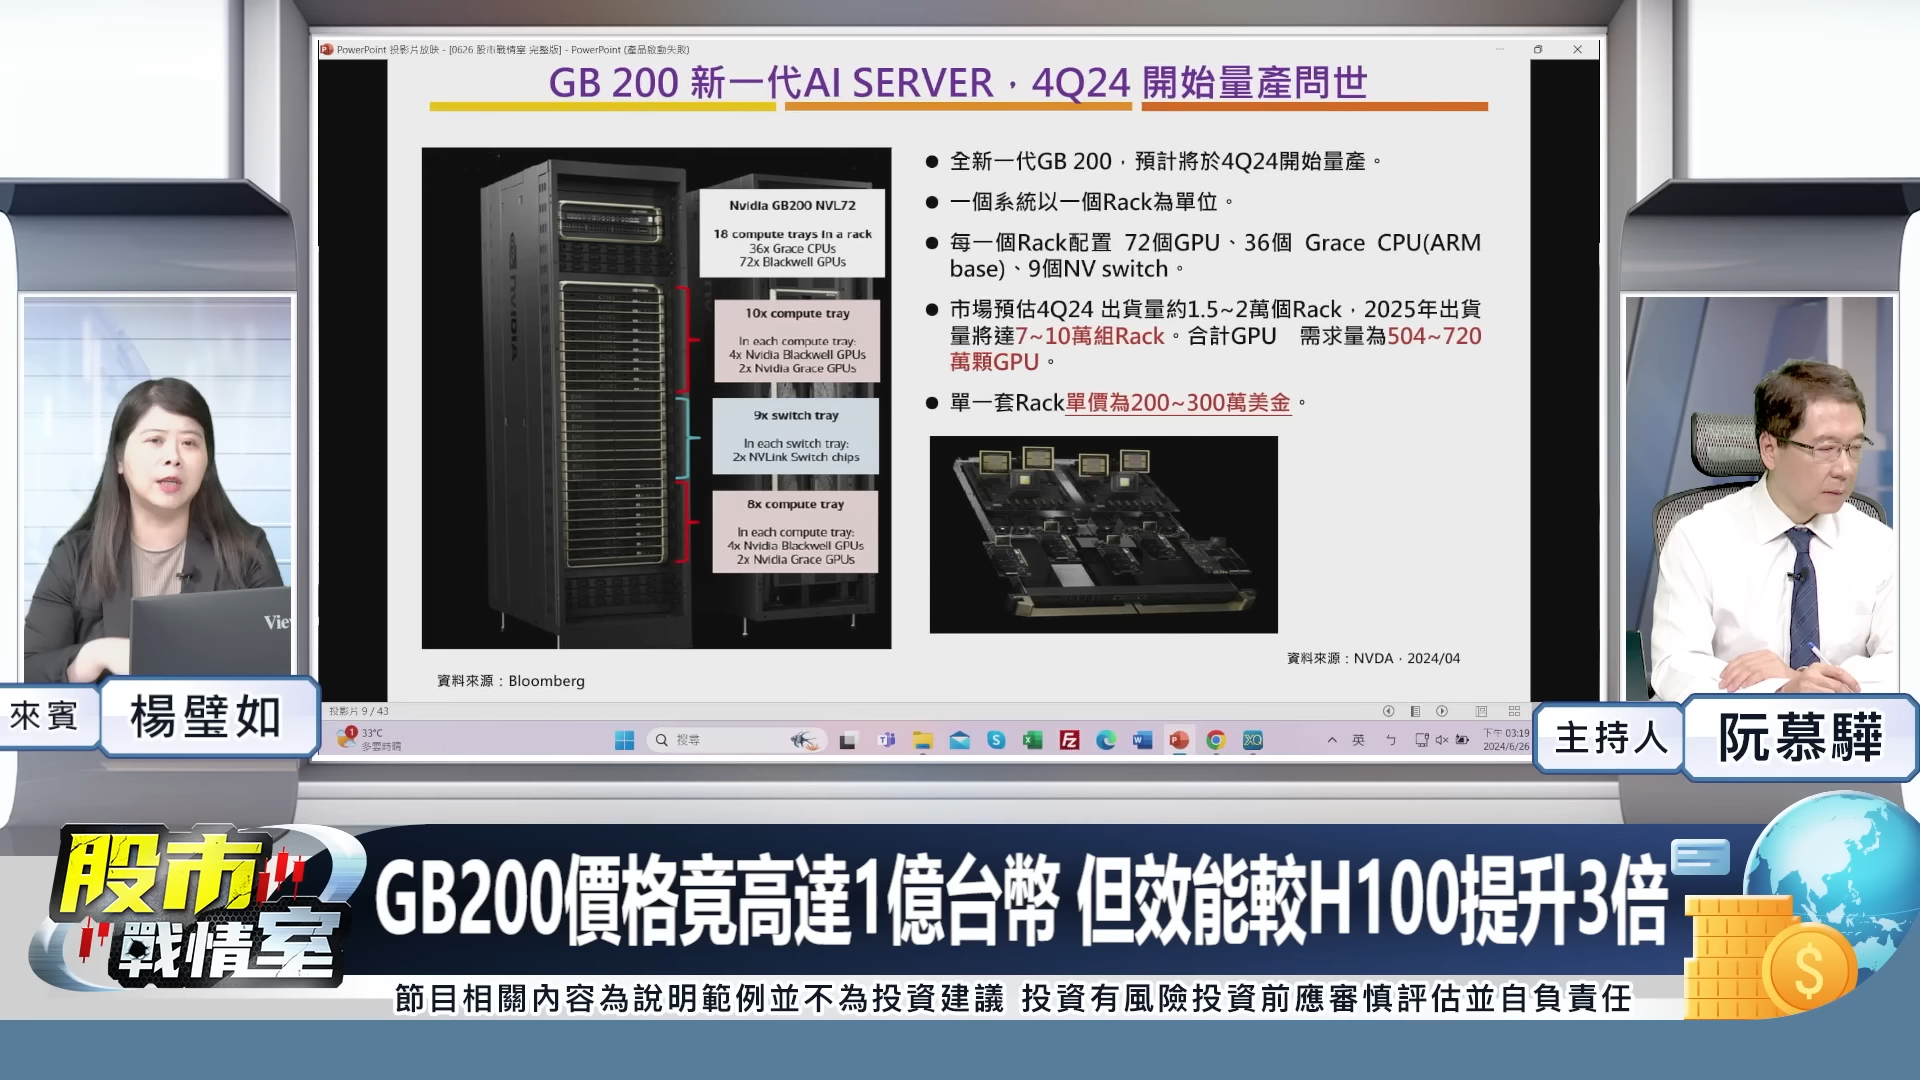 PowerPoint 投影片放映 - [0626 股市戰情室 完整版] - PowerPoint (產品啟動失敗)
GB 200 新一代AI SERVER，4Q24 開始量產問世
NVIDIA
Nvidia GB200 NVL72
18 compute trays in a rack
36x Grace CPUs
72x Blackwell GPUs
10x compute tray
In each compute tray:
4x Nvidia Blackwell GPUs
2x Nvidia Grace GPUs
9x switch tray
In each switch tray:
2x NVLink Switch chips
8x compute tray
In each compute tray:
4x Nvidia Blackwell GPUs
2x Nvidia Grace GPUs
資料來源：Bloomberg
● 全新一代GB 200，預計將於4Q24開始量產。
● 一個系統以一個Rack為單位。
● 每一個Rack配置 72個GPU、36個 Grace CPU(ARM
base)、9個NV switch。
● 市場預估4Q24 出貨量約1.5~2萬個Rack，2025年出貨
量將達7~10萬組Rack。合計GPU 需求量為504~720
萬顆GPU。
● 單一套Rack單價為200~300萬美金。
資料來源：NVDA，2024/04
投影片 9 / 43
1
33°C
多雲時晴
搜尋
英
ㄅ
下午 03:19
2024/6/26
View
來賓
楊璧如
主持人
阮慕驊
股市
戰情室
GB200價格竟高達1億台幣 但效能較H100提升3倍
節目相關內容為說明範例並不為投資建議 投資有風險投資前應審慎評估並自負責任